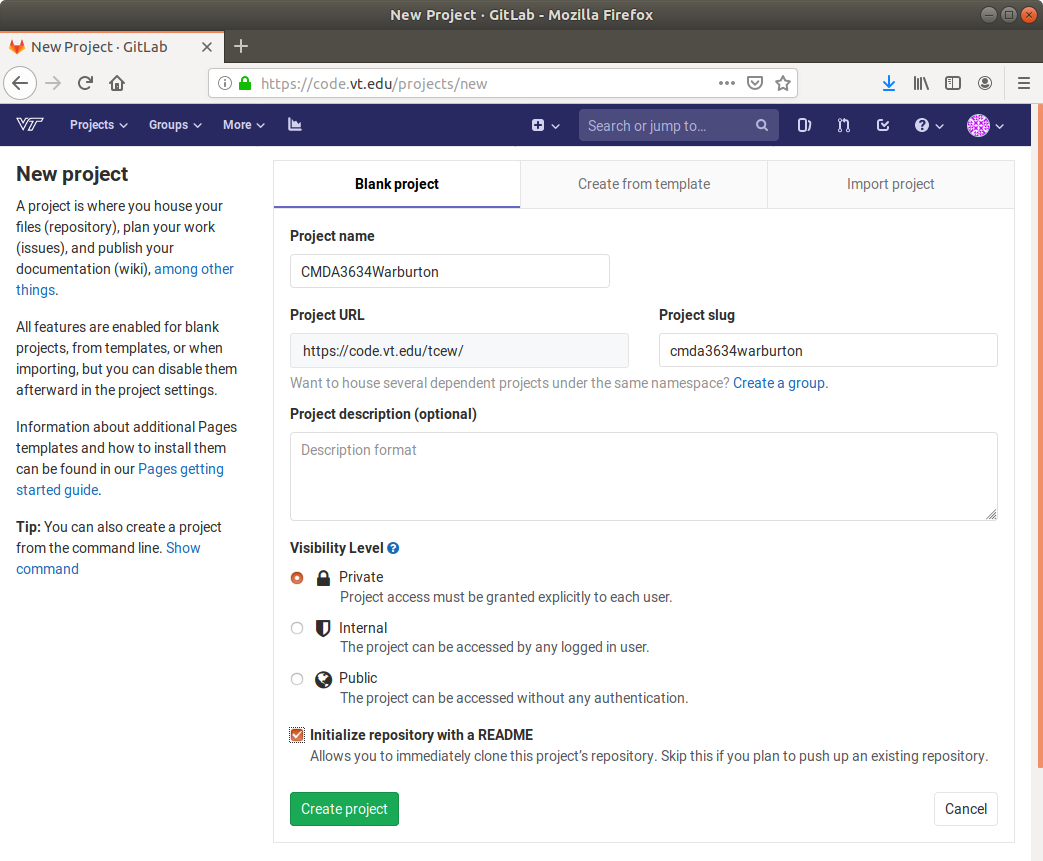 New Project · GitLab - Mozilla Firefox
New Project · GitLab
https://code.vt.edu/projects/new
VT Projects Groups More Search or jump to...
New project
A project is where you house your
files (repository), plan your work
(issues), and publish your
documentation (wiki), among other
things.
All features are enabled for blank
projects, from templates, or when
importing, but you can disable them
afterward in the project settings.
Information about additional Pages
templates and how to install them
can be found in our Pages getting
started guide.
Tip: You can also create a project
from the command line. Show
command
Blank project Create from template Import project
Project name
CMDA3634Warburton
Project URL Project slug
https://code.vt.edu/tcew/ cmda3634warburton
Want to house several dependent projects under the same namespace? Create a group.
Project description (optional)
Description format
Visibility Level
Private
Project access must be granted explicitly to each user.
Internal
The project can be accessed by any logged in user.
Public
The project can be accessed without any authentication.
Initialize repository with a README
Allows you to immediately clone this project's repository. Skip this if you plan to push up an existing repository.
Create project Cancel